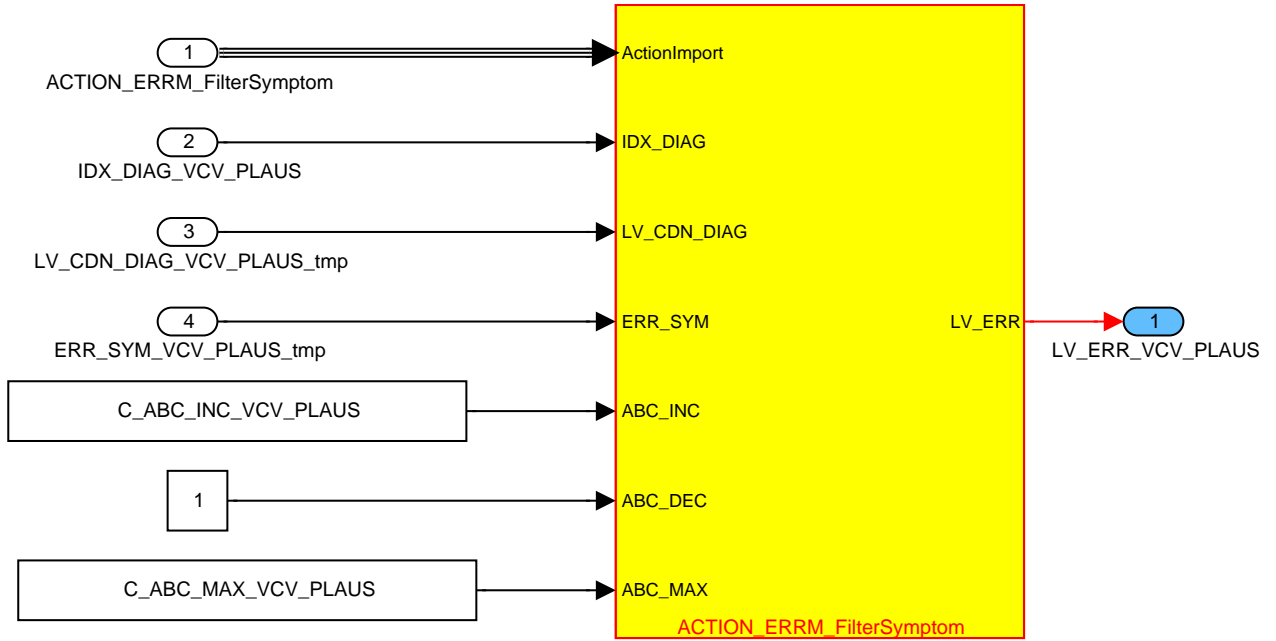 1
ActionImport
ACTION_ERRM_FilterSymptom
2
IDX_DIAG
IDX_DIAG_VCV_PLAUS
3
LV_CDN_DIAG
LV_CDN_DIAG_VCV_PLAUS_tmp
4
ERR_SYM
LV_ERR
1
ERR_SYM_VCV_PLAUS_tmp
LV_ERR_VCV_PLAUS
C_ABC_INC_VCV_PLAUS
ABC_INC
1
ABC_DEC
C_ABC_MAX_VCV_PLAUS
ABC_MAX
ACTION_ERRM_FilterSymptom